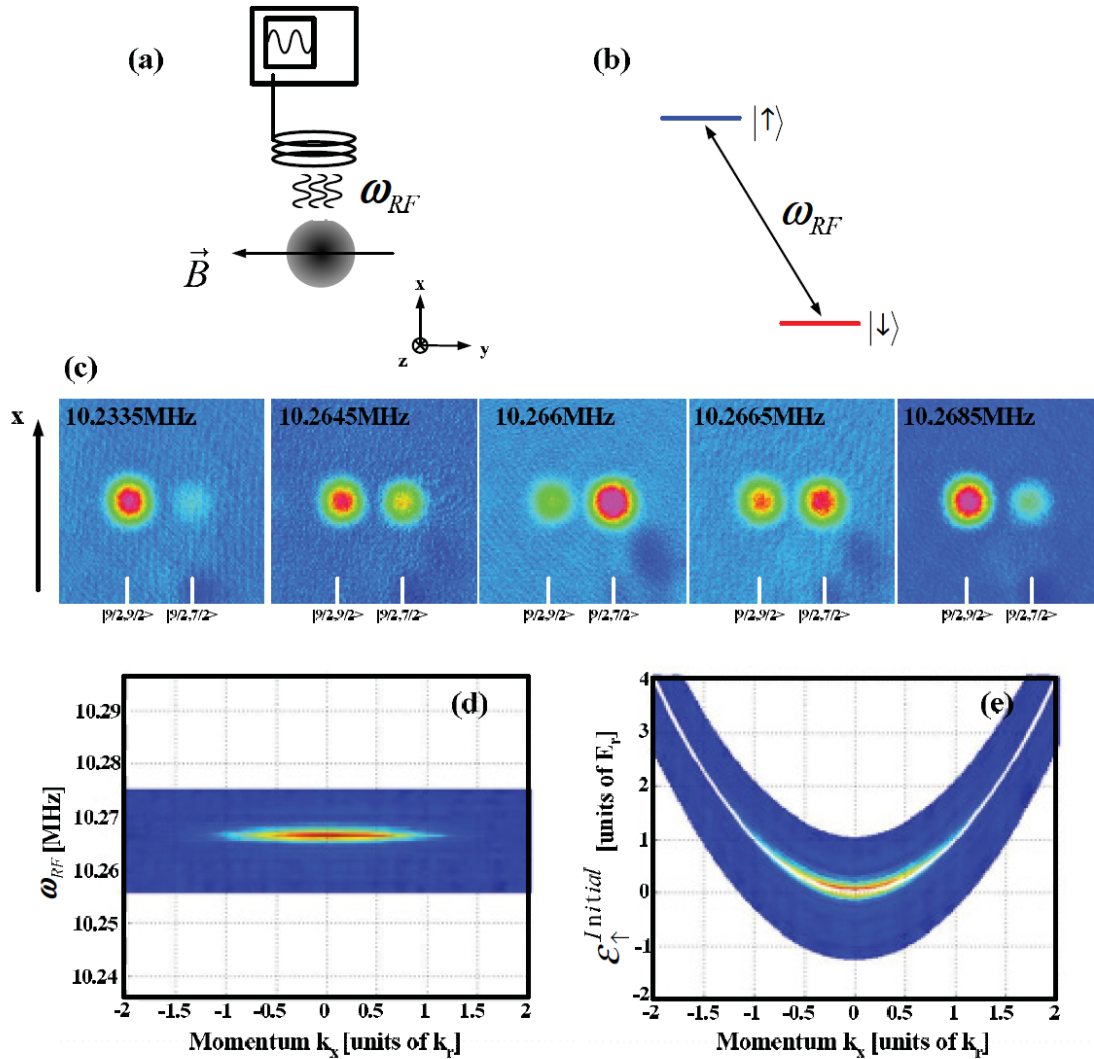 (a)
ω_RF
B
x
z
y
(b)
|↑⟩
ω_RF
|↓⟩
(c)
x
10.2335MHz
10.2645MHz
10.266MHz
10.2665MHz
10.2685MHz
|9/2,9/2> |9/2,7/2>
|9/2,9/2> |9/2,7/2>
|9/2,9/2> |9/2,7/2>
|9/2,9/2> |9/2,7/2>
|9/2,9/2> |9/2,7/2>
(d)
ω_RF [MHz]
10.29
10.28
10.27
10.26
10.25
10.24
-2 -1.5 -1 -0.5 0 0.5 1 1.5 2
Momentum k_x [units of k_r]
(e)
ε_↑^Initial [units of E_r]
4
3
2
1
0
-1
-2
-2 -1.5 -1 -0.5 0 0.5 1 1.5 2
Momentum k_x [units of k_r]